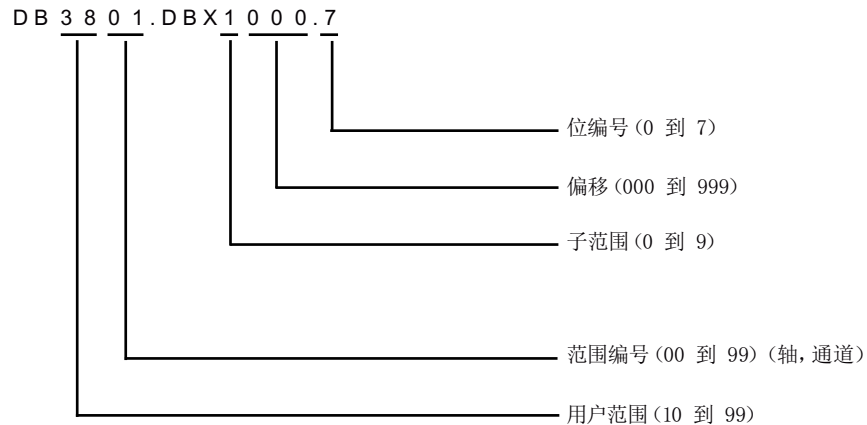 DB3801.DBX1000.7
位编号(0 到 7)
偏移(000 到 999)
子范围(0 到 9)
范围编号(00 到 99)(轴,通道)
用户范围(10 到 99)